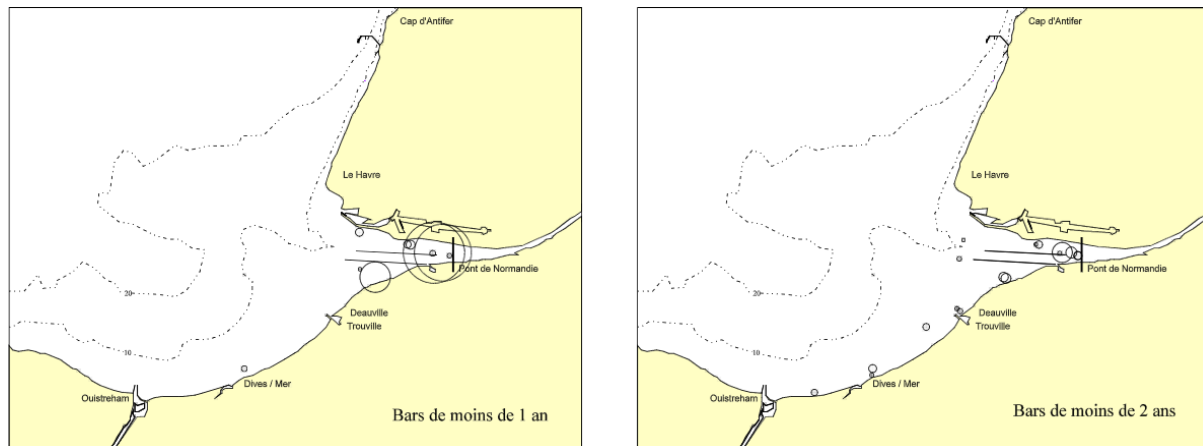 Cap d'Antifer
Le Havre
Pont de Normandie
20
Deauville
Trouville
10
Dives / Mer
Ouistreham
Bars de moins de 1 an
Cap d'Antifer
Le Havre
Pont de Normandie
20
Deauville
Trouville
10
Dives / Mer
Ouistreham
Bars de moins de 2 ans